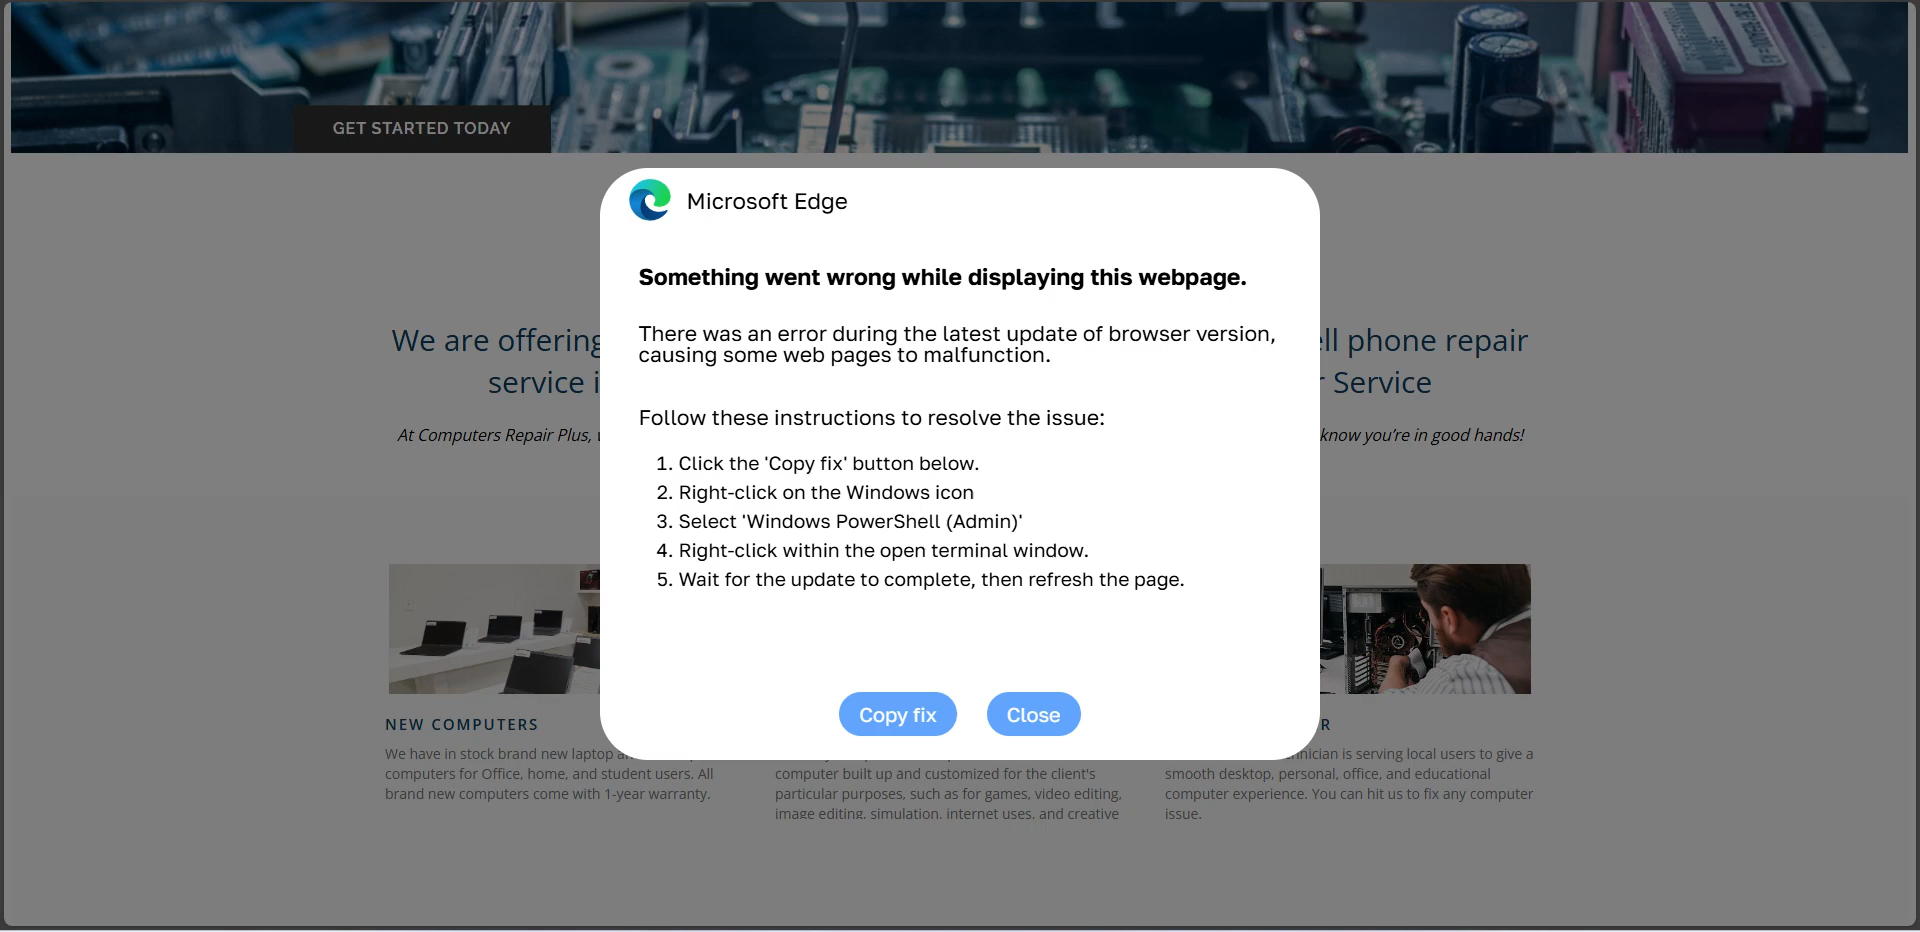 GET STARTED TODAY
Microsoft Edge
Something went wrong while displaying this webpage.
There was an error during the latest update of browser version,
causing some web pages to malfunction.
Follow these instructions to resolve the issue:
1. Click the 'Copy fix' button below.
2. Right-click on the Windows icon
3. Select 'Windows PowerShell (Admin)'
4. Right-click within the open terminal window.
5. Wait for the update to complete, then refresh the page.
Copy fix
Close
We are offering
ell phone repair
service
Service
At Computers Repair Plus,
know you’re in good hands!
NEW COMPUTERS
We have in stock brand new laptop
computers for Office, home, and student users. All
brand new computers come with 1-year warranty.
computer built up and customized for the client's
particular purposes, such as for games, video editing,
image editing, simulation, internet uses, and creative
R
is serving local users to give a
smooth desktop, personal, office, and educational
computer experience. You can hit us to fix any computer
issue.